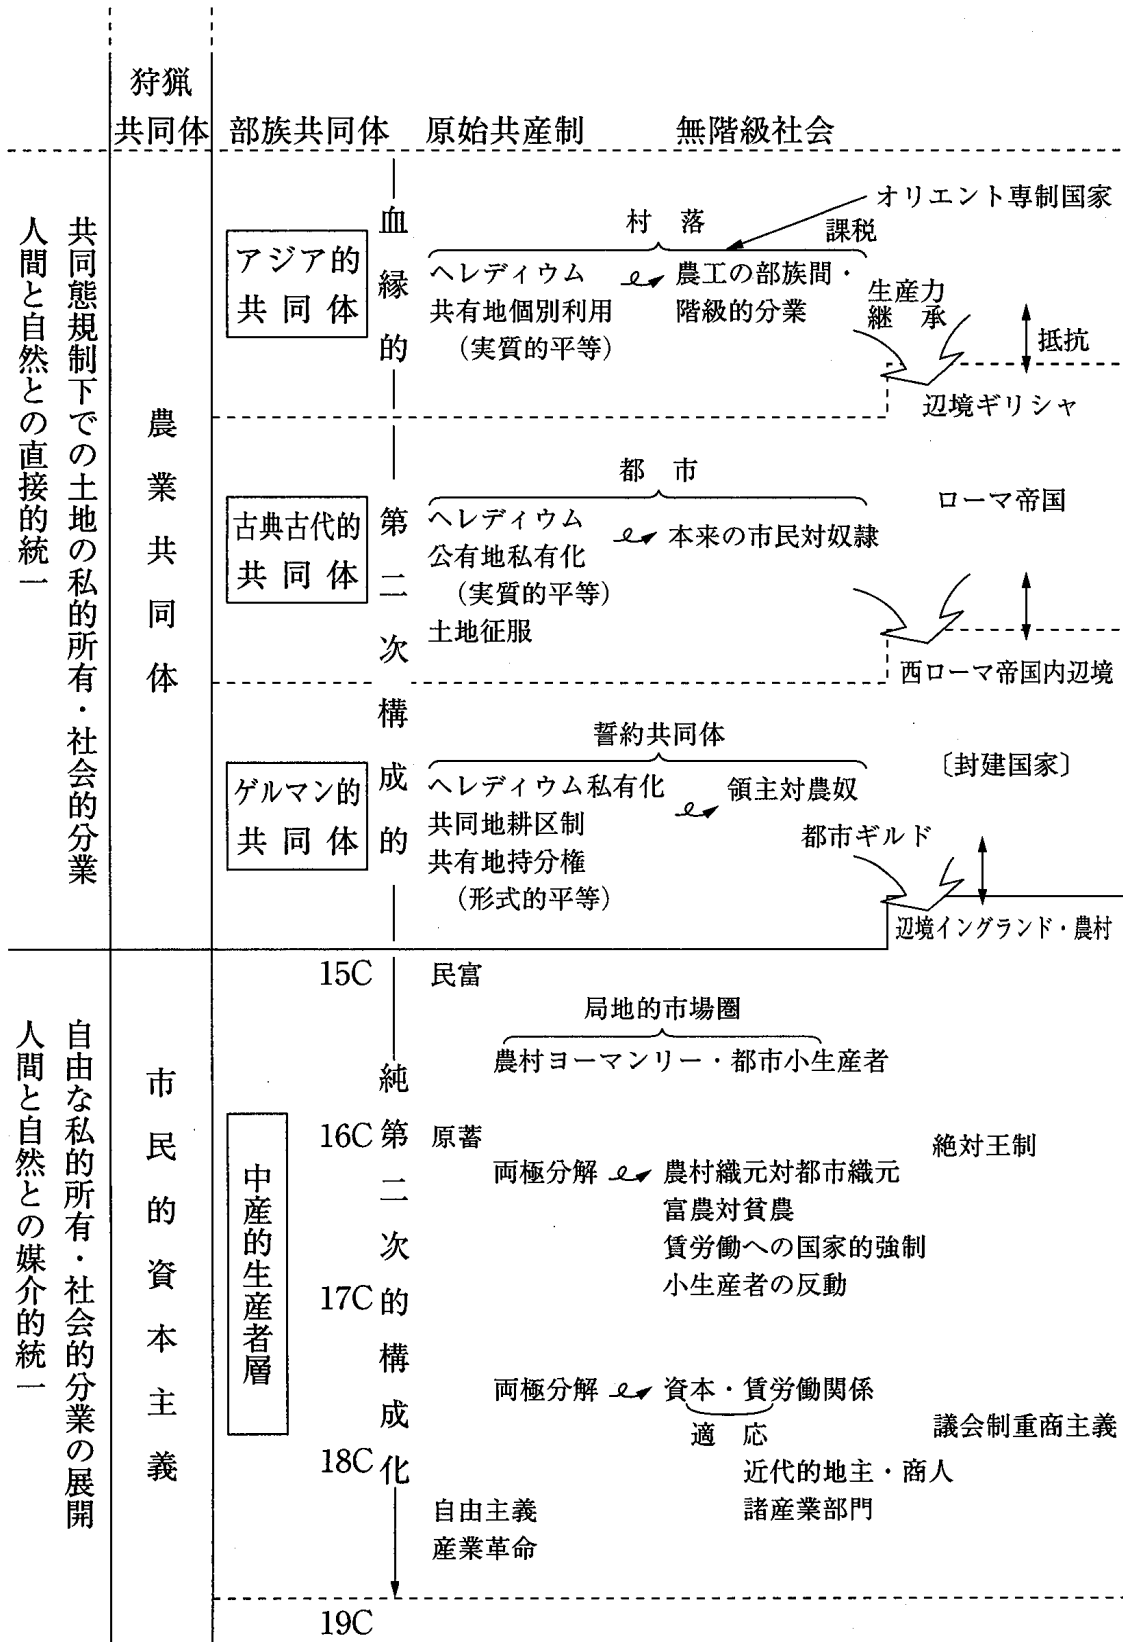 狩猟
共同体
部族共同体　原始共産制　無階級社会
共同態規制下での土地の私的所有・社会的分業
人間と自然との直接的統一
農業共同体
血縁的
第二次構成的
アジア的
共同体
村　落
オリエント専制国家
課税
ヘレディウム
共有地個別利用
（実質的平等）
農工の部族間・
階級的分業
生産力
継　承
抵抗
辺境ギリシャ
古典古代的
共同体
都　市
ヘレディウム
公有地私有化
（実質的平等）
土地征服
本来の市民対奴隷
ローマ帝国
西ローマ帝国内辺境
ゲルマン的
共同体
誓約共同体
ヘレディウム私有化
共同地耕区制
共有地持分権
（形式的平等）
領主対農奴
〔封建国家〕
都市ギルド
辺境イングランド・農村
自由な私的所有・社会的分業の展開
人間と自然との媒介的統一
市民的資本主義
中産的生産者層
純第二次的構成化
15C　民富
局地的市場圏
農村ヨーマンリー・都市小生産者
16C　原蓄
絶対王制
両極分解　農村織元対都市織元
富農対貧農
賃労働への国家的強制
小生産者の反動
17C
両極分解　資本・賃労働関係
適　応
議会制重商主義
18C
近代的地主・商人
諸産業部門
自由主義
産業革命
19C